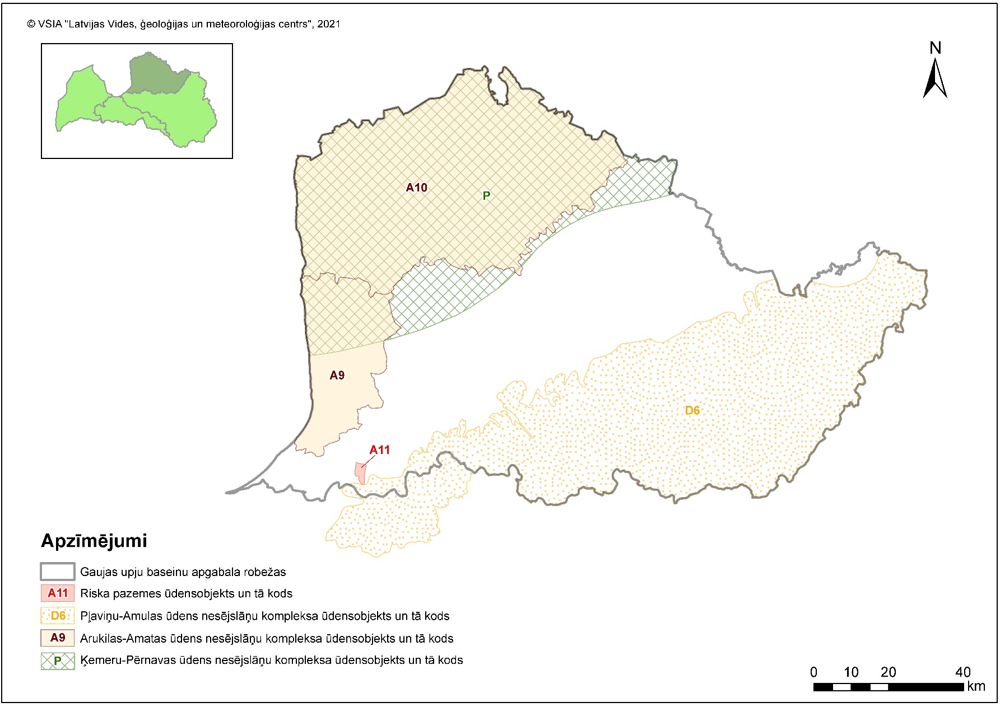 © VSIA "Latvijas Vides, ģeoloģijas un meteoroloģijas centrs", 2021
N
A10
P
A9
D6
A11
Apzīmējumi
Gaujas upju baseinu apgabala robežas
A11 Riska pazemes ūdensobjekts un tā kods
D6 Pļaviņu-Amulas ūdens nesējslāņu kompleksa ūdensobjekts un tā kods
A9 Arukilas-Amatas ūdens nesējslāņu kompleksa ūdensobjekts un tā kods
P Ķemeru-Pērnavas ūdens nesējslāņu kompleksa ūdensobjekts un tā kods
0 10 20 40
km